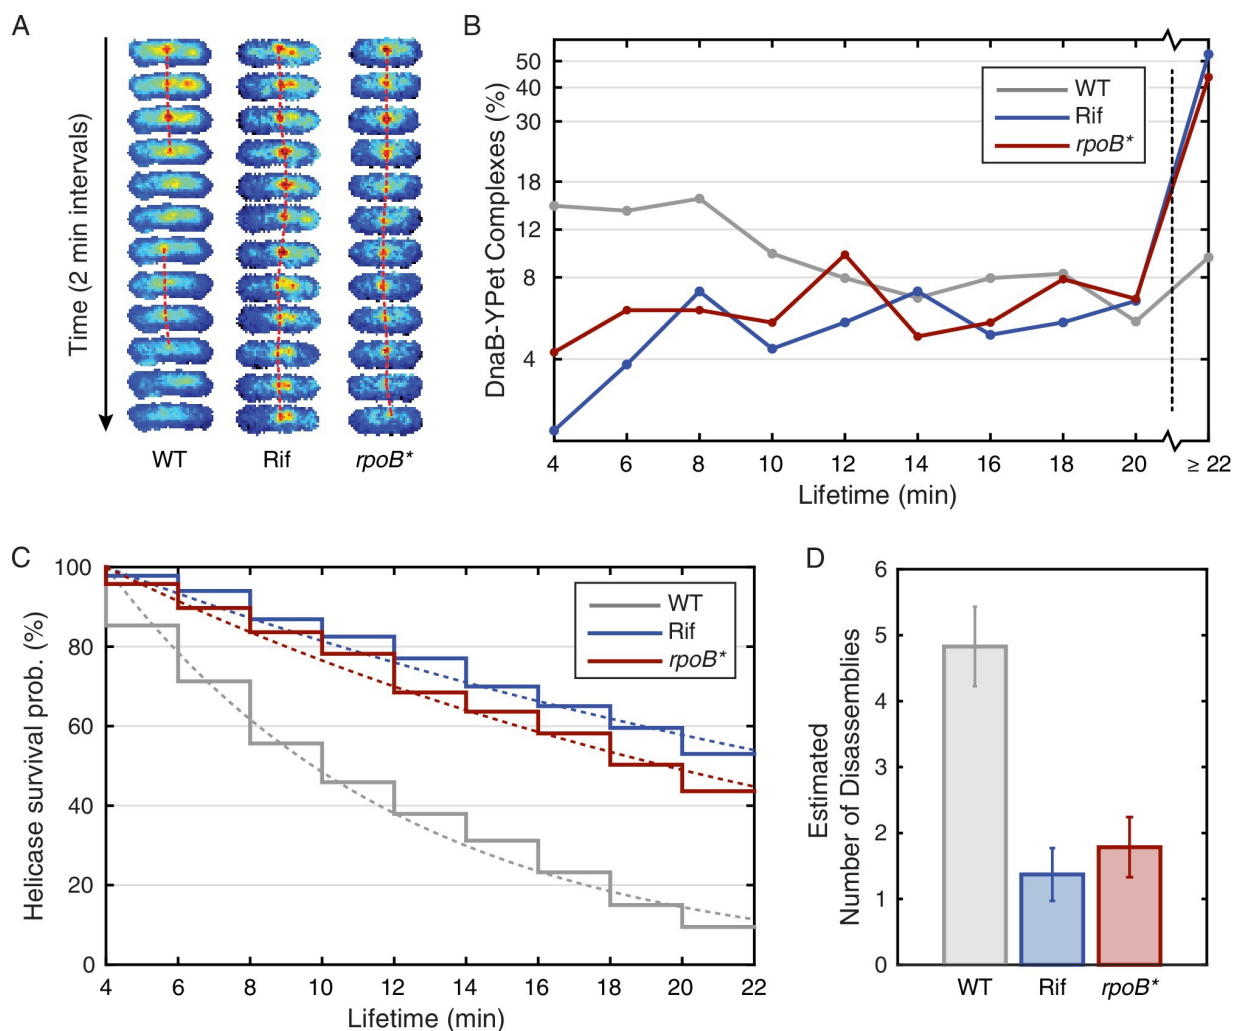 A
Time (2 min intervals)
WT
Rif
rpoB*
B
DnaB-YPet Complexes (%)
50
40
30
18
12
8
4
WT
Rif
rpoB*
4
6
8
10
12
14
16
18
20
≥ 22
Lifetime (min)
C
Helicase survival prob. (%)
100
80
60
40
20
0
WT
Rif
rpoB*
4
6
8
10
12
14
16
18
20
22
Lifetime (min)
D
Estimated
Number of Disassemblies
6
5
4
3
2
1
0
WT
Rif
rpoB*